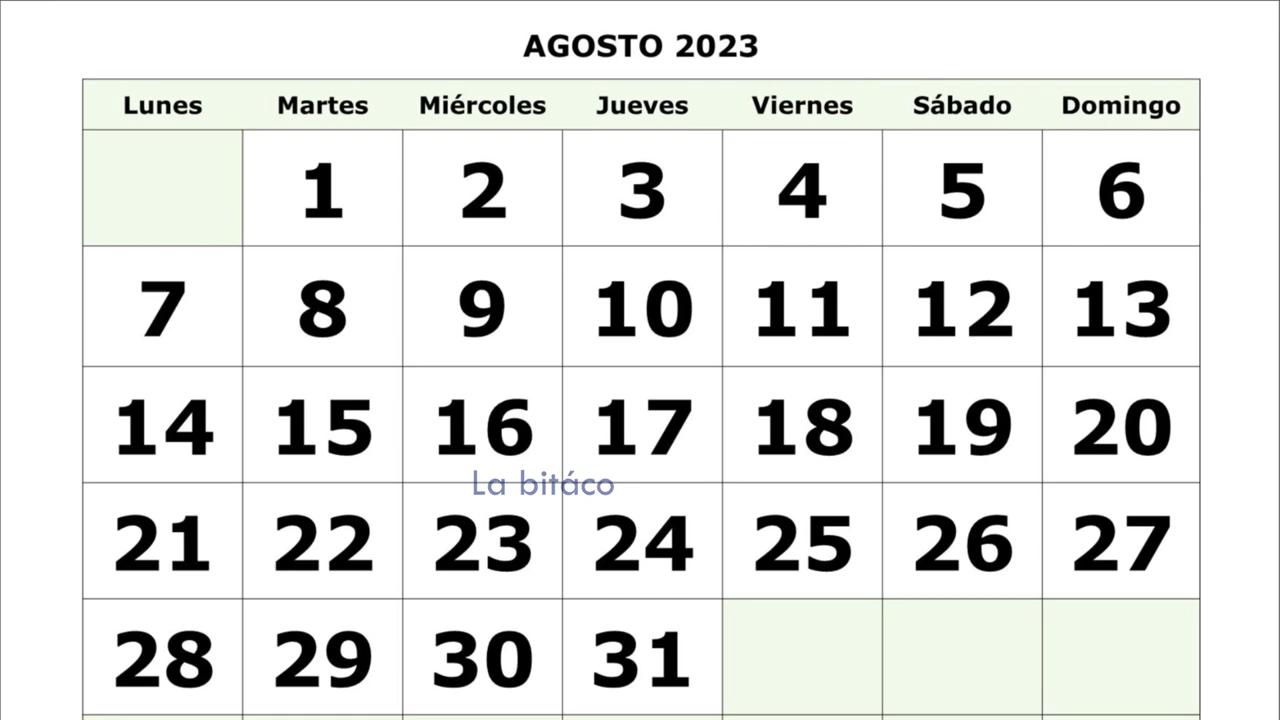 AGOSTO 2023
Lunes Martes Miércoles Jueves Viernes Sábado Domingo
1 2 3 4 5 6
7 8 9 10 11 12 13
14 15 16 17 18 19 20
La bitáco
21 22 23 24 25 26 27
28 29 30 31